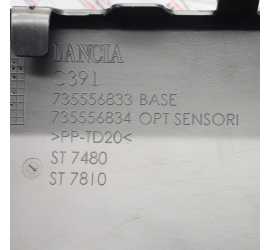 LANCIA
C391
735556833 BASE
735556834 OPT SENSORI
>PP-TD20<
ST 7480
ST 7810